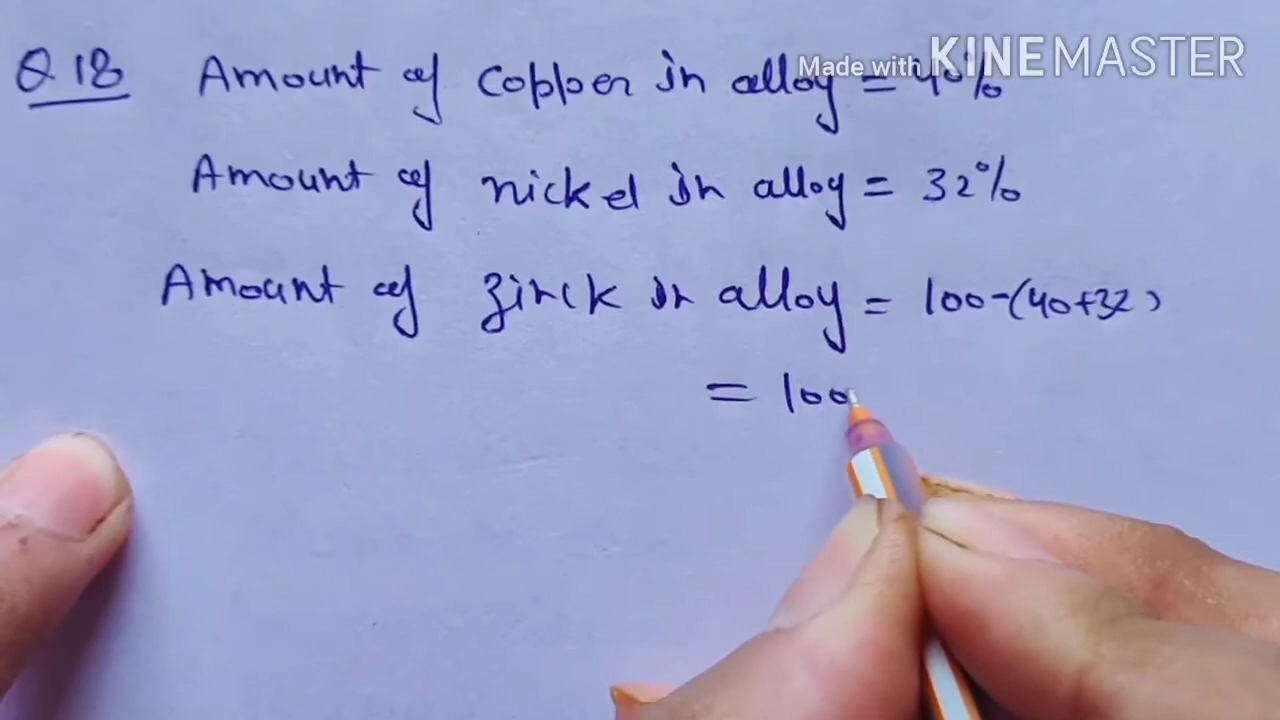 Made with KINEMASTER
Q 18 Amount of copper in alloy = 40%
Amount of nickel in alloy = 32%
Amount of zinck in alloy = 100-(40+32)
= 100